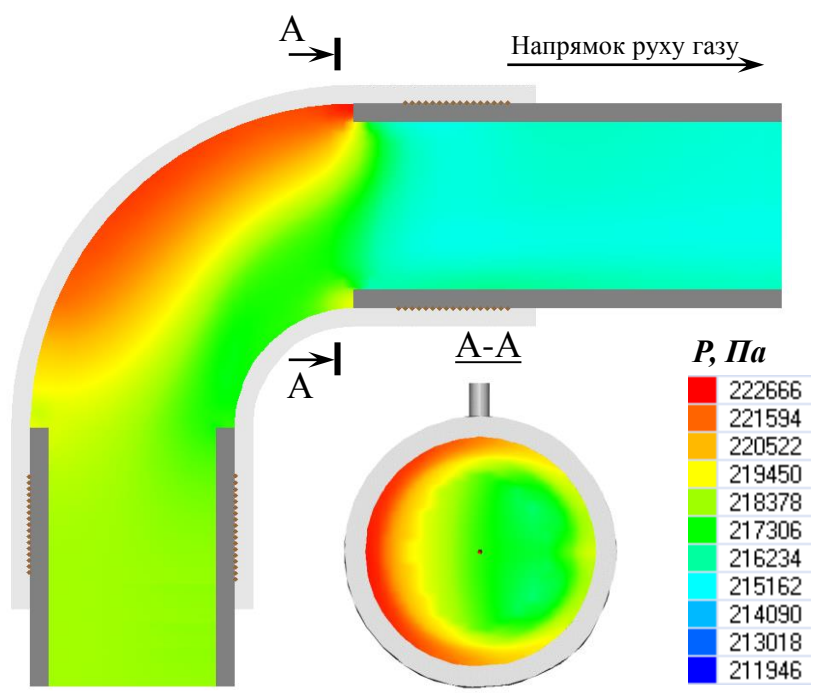 А
Напрямок руху газу
А
А-А
Р, Па
222666
221594
220522
219450
218378
217306
216234
215162
214090
213018
211946